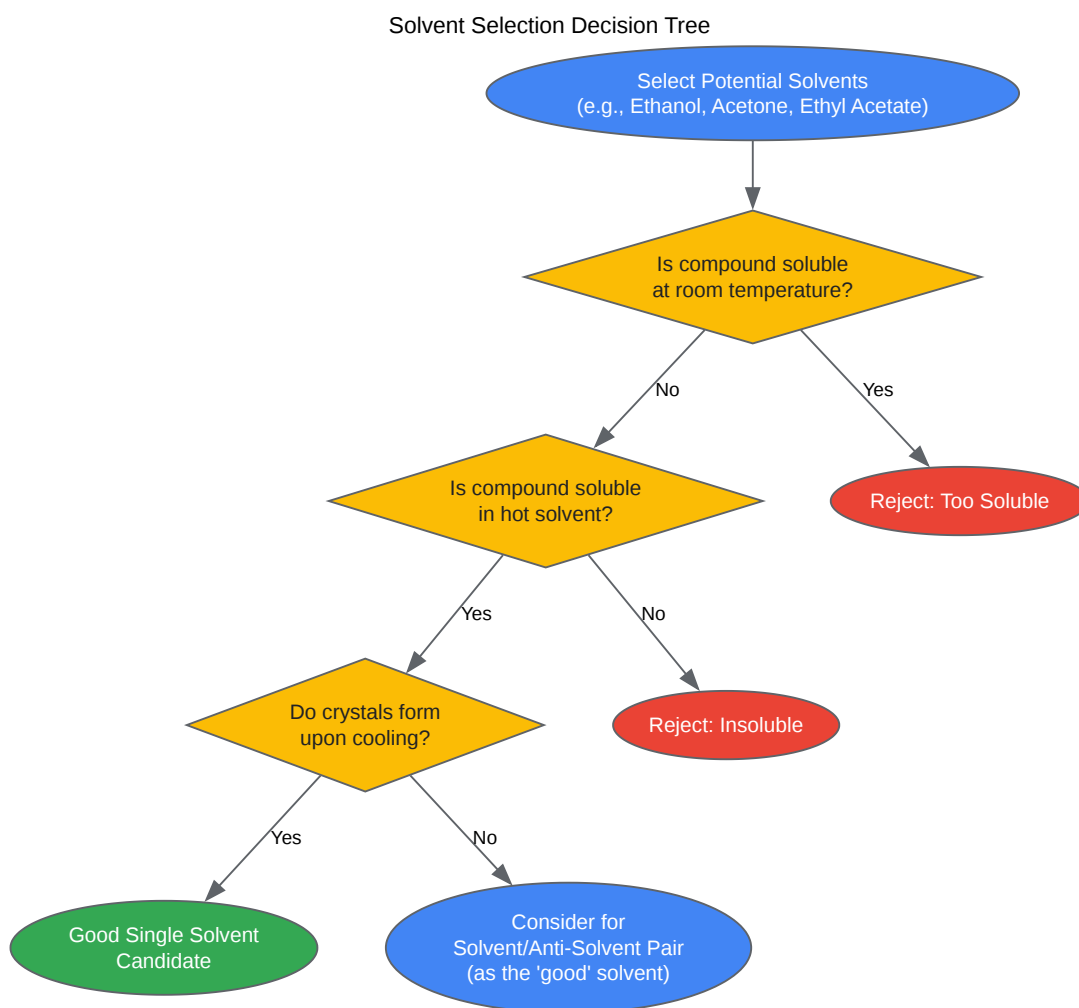 Solvent Selection Decision Tree
Select Potential Solvents
(e.g., Ethanol, Acetone, Ethyl Acetate)
Is compound soluble
at room temperature?
No
Yes
Is compound soluble
in hot solvent?
Reject: Too Soluble
Yes
No
Do crystals form
upon cooling?
Reject: Insoluble
Yes
No
Good Single Solvent
Candidate
Consider for
Solvent/Anti-Solvent Pair
(as the 'good' solvent)